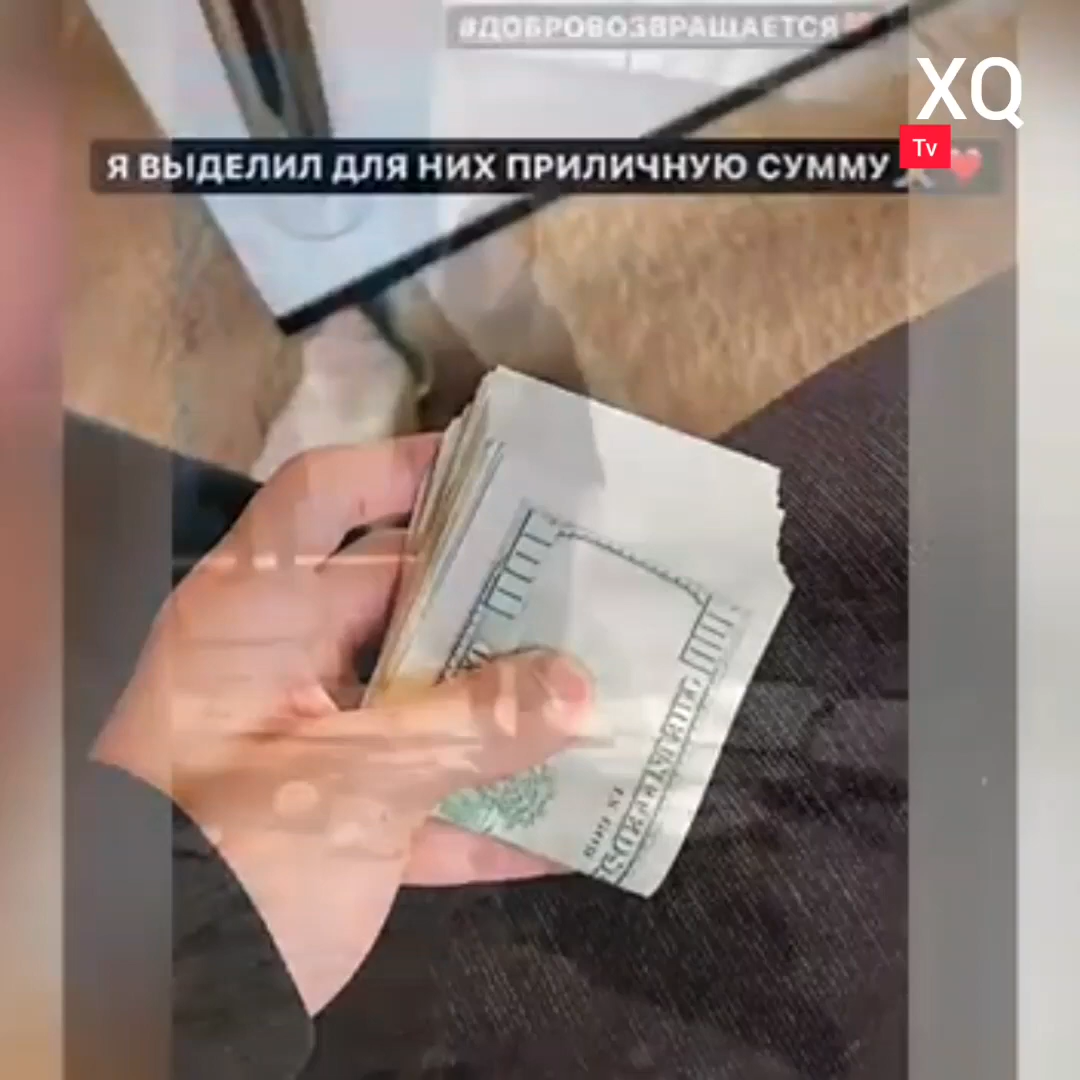 #ДОБРОВОЗВРАЩАЕТСЯ
XQ
Tv
Я ВЫДЕЛИЛ ДЛЯ НИХ ПРИЛИЧНУЮ СУММУ